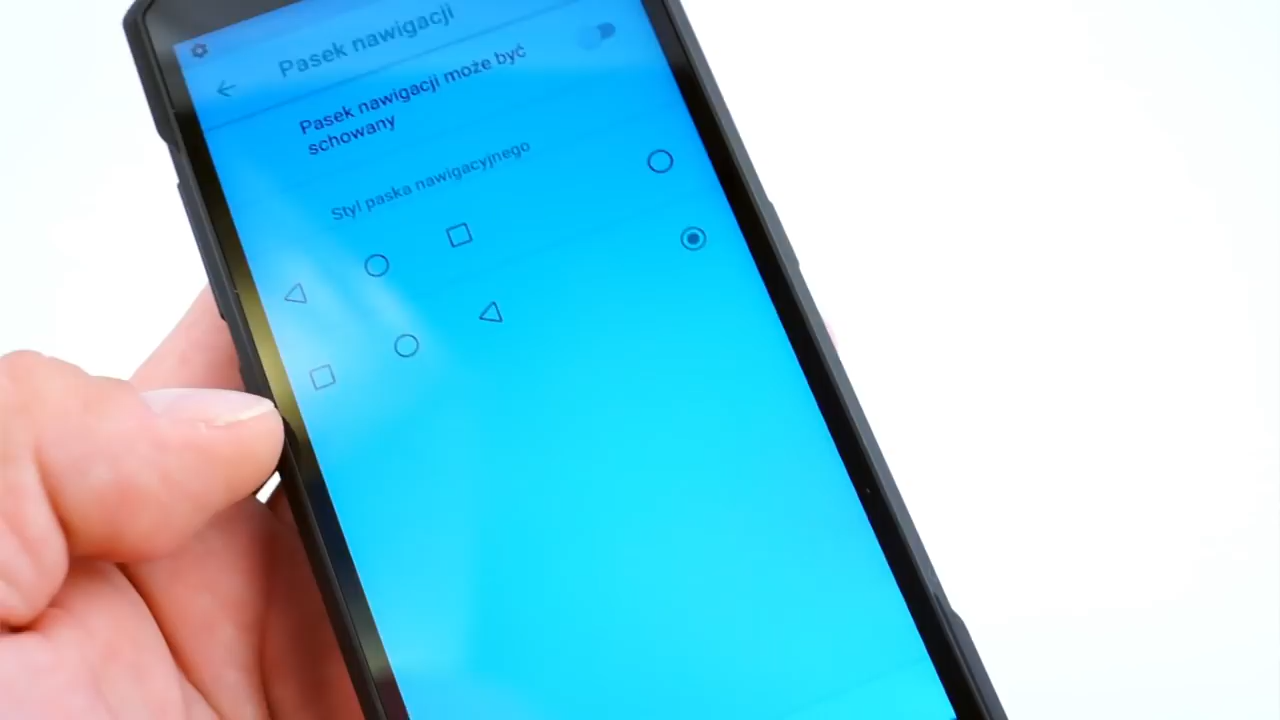 Pasek nawigacji
Pasek nawigacji może być
schowany
Styl paska nawigacyjnego